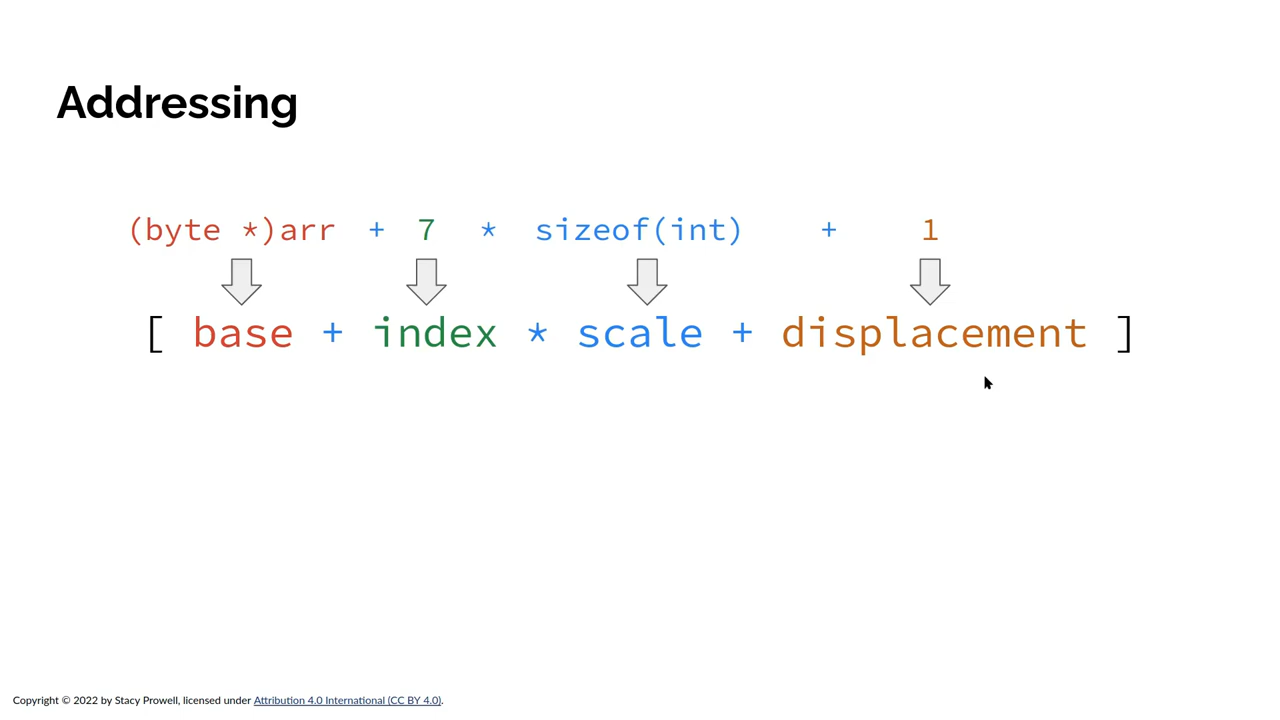 Addressing
(byte *)arr + 7 * sizeof(int) + 1
[ base + index * scale + displacement ]
Copyright © 2022 by Stacy Prowell, licensed under Attribution 4.0 International (CC BY 4.0).